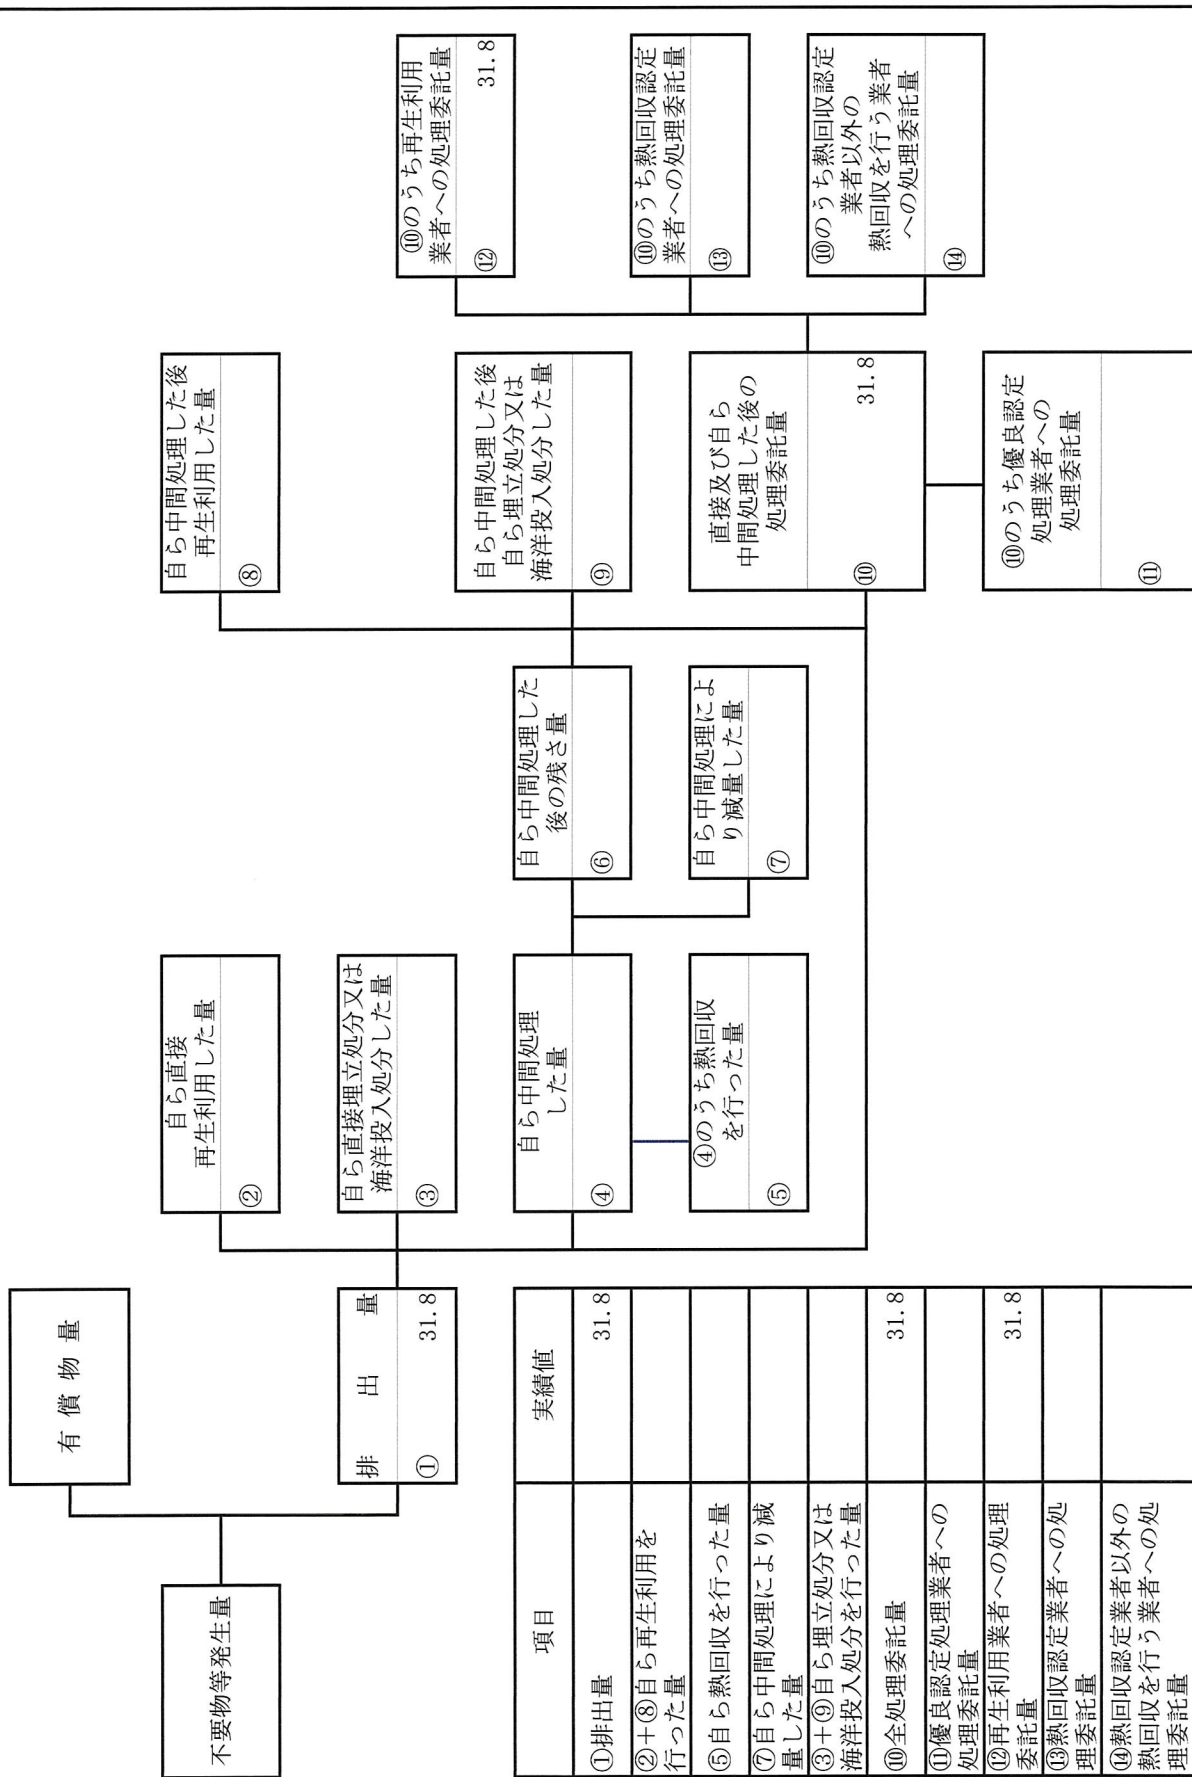 不要物等発生量
有償物量
排出量
① 31.8
自ら直接
再生利用した量
②
自ら直接埋立処分又は
海洋投入処分した量
③
自ら中間処理
した量
④
④のうち熱回収
を行った量
⑤
自ら中間処理した
後の残さ量
⑥
自ら中間処理によ
り減量した量
⑦
自ら中間処理した後
再生利用した量
⑧
自ら中間処理した後
自ら埋立処分又は
海洋投入処分した量
⑨
直接及び自ら
中間処理した後の
処理委託量
⑩ 31.8
⑩のうち優良認定
処理業者への
処理委託量
⑪
⑩のうち再生利用
業者への処理委託量
⑫ 31.8
⑩のうち熱回収認定
業者への処理委託量
⑬
⑩のうち熱回収認定
業者以外の
熱回収を行う業者
への処理委託量
⑭
項目 実績値
①排出量 31.8
②+⑧自ら再生利用を
行った量
⑤自ら熱回収を行った量
⑦自ら中間処理により減
量した量
③+⑨自ら埋立処分又は
海洋投入処分を行った量
⑩全処理委託量 31.8
⑪優良認定処理業者への
処理委託量
⑫再生利用業者への処理
委託量 31.8
⑬熱回収認定業者への処
理委託量
⑭熱回収認定業者以外の
熱回収を行う業者への処
理委託量